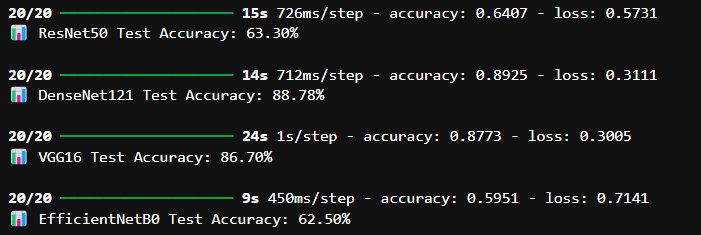 20/20 ━━━━━━━━━━━━━━━━━━━━ 15s 726ms/step - accuracy: 0.6407 - loss: 0.5731
📊 ResNet50 Test Accuracy: 63.30%
20/20 ━━━━━━━━━━━━━━━━━━━━ 14s 712ms/step - accuracy: 0.8925 - loss: 0.3111
📊 DenseNet121 Test Accuracy: 88.78%
20/20 ━━━━━━━━━━━━━━━━━━━━ 24s 1s/step - accuracy: 0.8773 - loss: 0.3005
📊 VGG16 Test Accuracy: 86.70%
20/20 ━━━━━━━━━━━━━━━━━━━━ 9s 450ms/step - accuracy: 0.5951 - loss: 0.7141
📊 EfficientNetB0 Test Accuracy: 62.50%